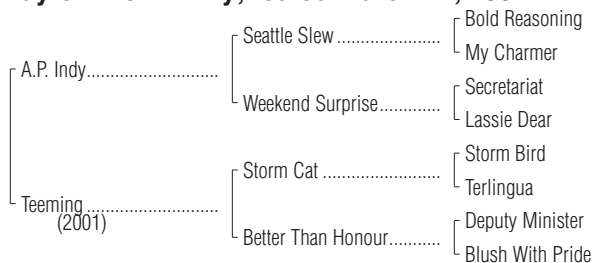 Bold Reasoning
Seattle Slew ....................
My Charmer
A.P. Indy..........................
Secretariat
Weekend Surprise.............
Lassie Dear
Storm Bird
Storm Cat ........................
Terlingua
Teeming ..........................
(2001)
Deputy Minister
Better Than Honour...........
Blush With Pride